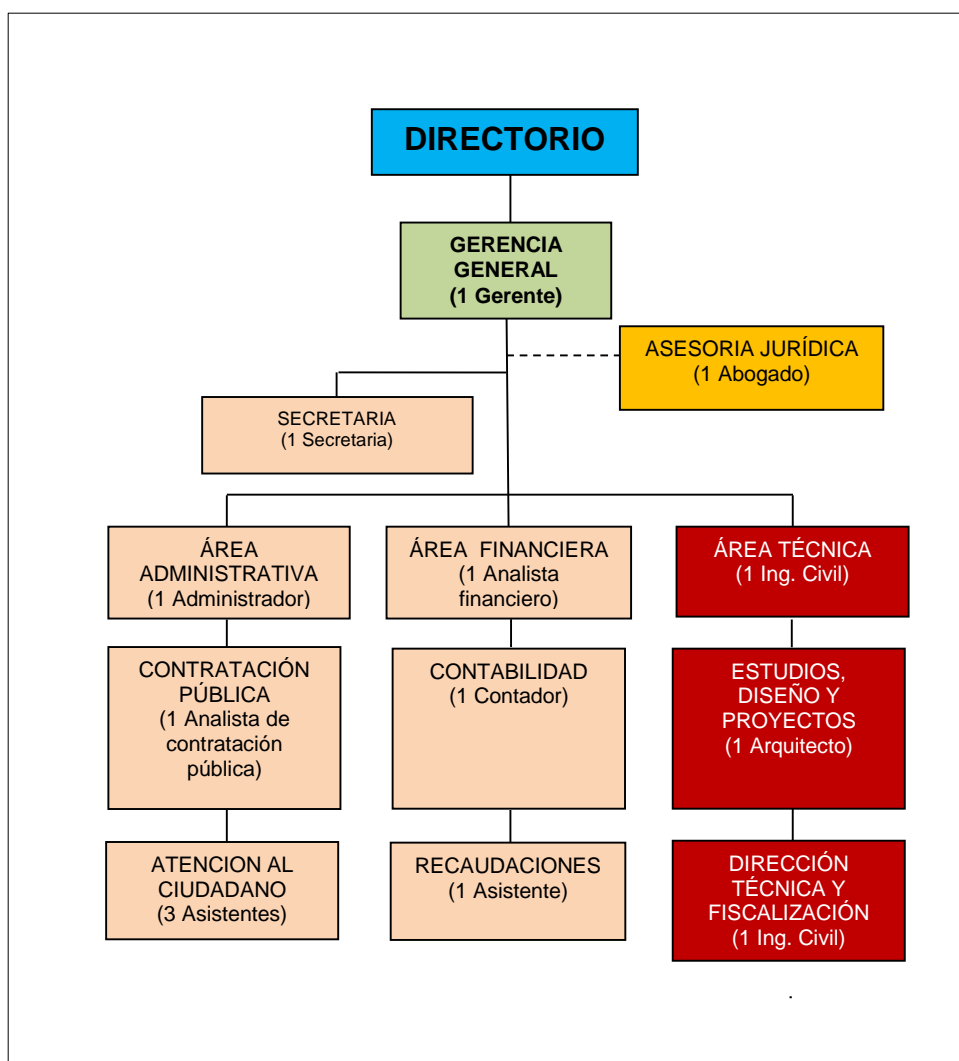 DIRECTORIO
GERENCIA
GENERAL
(1 Gerente)
ASESORIA JURÍDICA
(1 Abogado)
SECRETARIA
(1 Secretaria)
ÁREA
ADMINISTRATIVA
(1 Administrador)
ÁREA FINANCIERA
(1 Analista
financiero)
ÁREA TÉCNICA
(1 Ing. Civil)
CONTRATACIÓN
PÚBLICA
(1 Analista de
contratación
pública)
CONTABILIDAD
(1 Contador)
ESTUDIOS,
DISEÑO Y
PROYECTOS
(1 Arquitecto)
ATENCION AL
CIUDADANO
(3 Asistentes)
RECAUDACIONES
(1 Asistente)
DIRECCIÓN
TÉCNICA Y
FISCALIZACIÓN
(1 Ing. Civil)
.